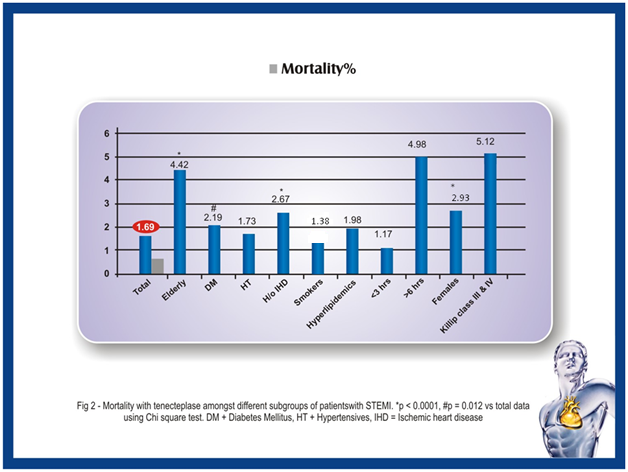 Mortality%
6
5
4
3
2
1
0
1.69
*
4.42
#
2.19
1.73
*
2.67
1.38
1.98
1.17
4.98
*
2.93
5.12
Total
Elderly
DM
HT
H/o IHD
Smokers
Hyperlipidemics
<3 hrs
>6 hrs
Females
Killip class III & IV
Fig 2 - Mortality with tenecteplase amongst different subgroups of patientswith STEMI. *p < 0.0001, #p = 0.012 vs total data
using Chi square test. DM + Diabetes Mellitus, HT + Hypertensives, IHD = Ischemic heart disease